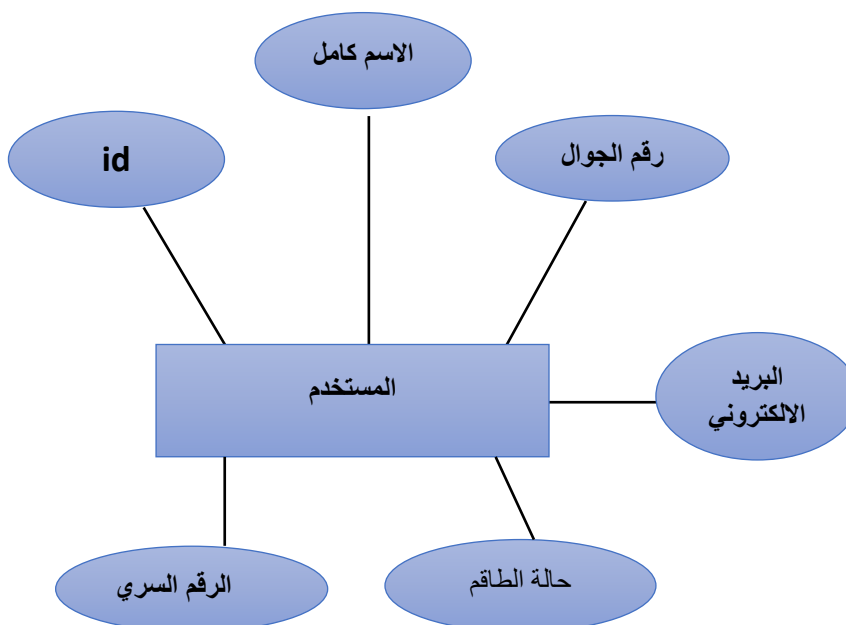 الاسم كامل
id
رقم الجوال
المستخدم
البريد
الالكتروني
الرقم السري
حالة الطاقم